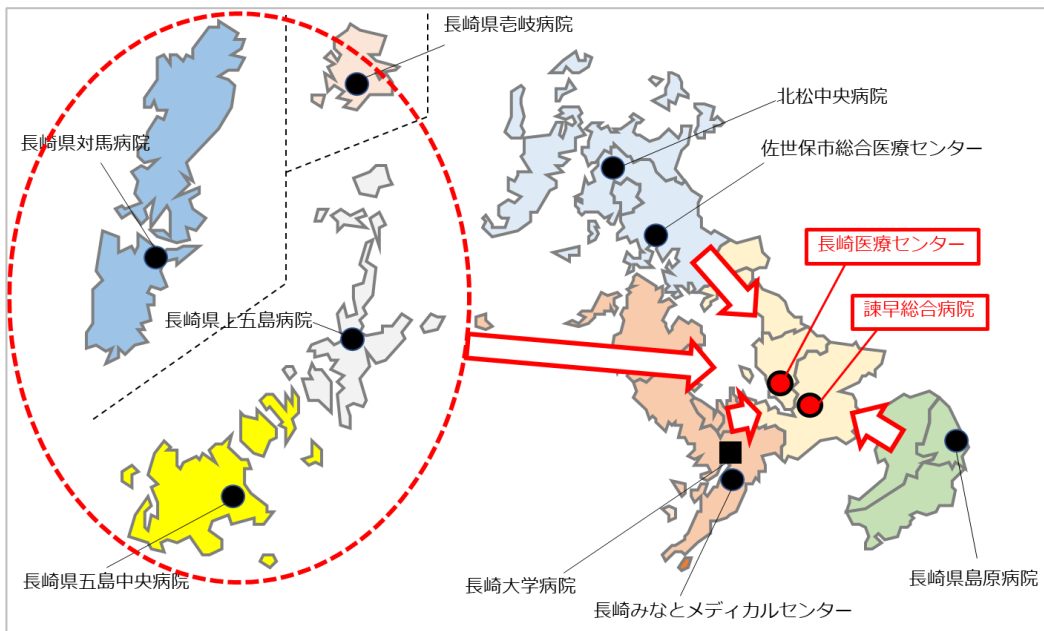 長崎県壱岐病院
北松中央病院
長崎県対馬病院
佐世保市総合医療センター
長崎医療センター
諫早総合病院
長崎県上五島病院
長崎県五島中央病院
長崎大学病院
長崎県島原病院
長崎みなとメディカルセンター